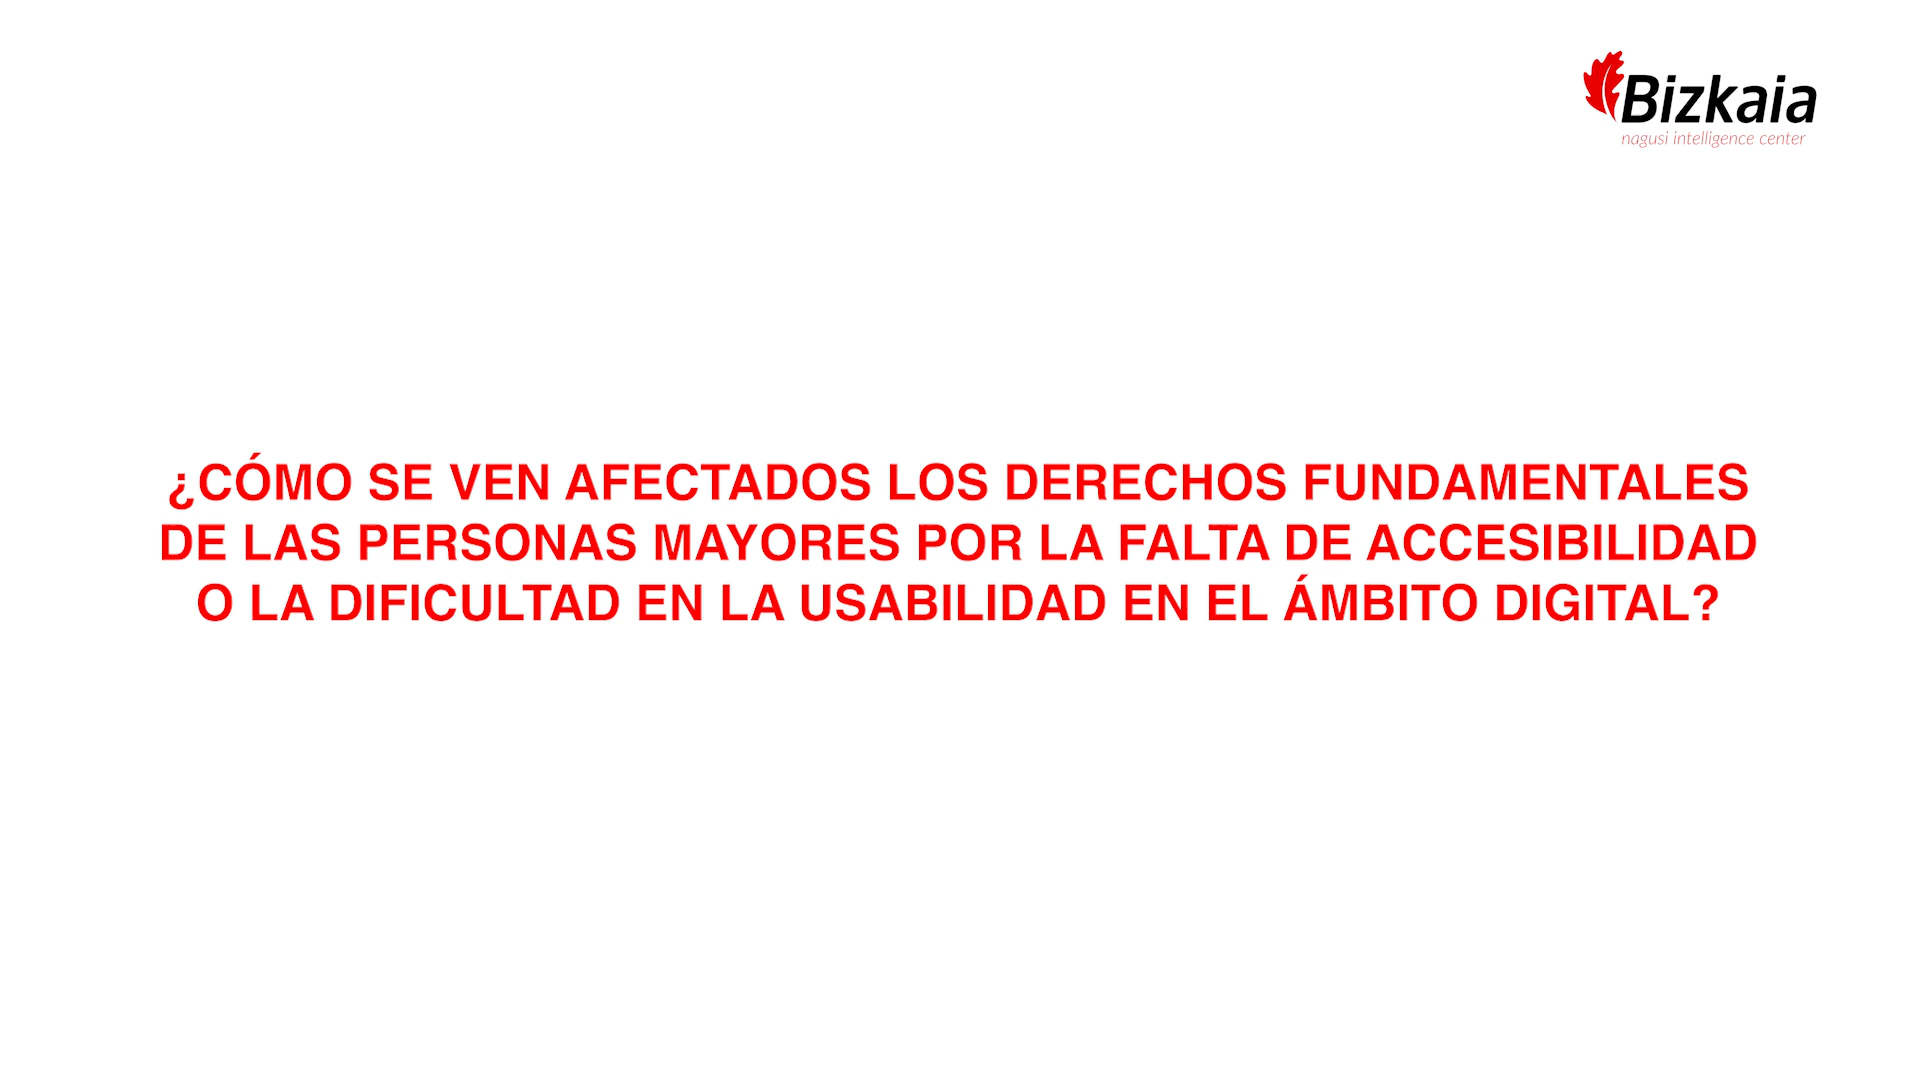 Bizkaia
nagusi intelligence center
¿CÓMO SE VEN AFECTADOS LOS DERECHOS FUNDAMENTALES
DE LAS PERSONAS MAYORES POR LA FALTA DE ACCESIBILIDAD
O LA DIFICULTAD EN LA USABILIDAD EN EL ÁMBITO DIGITAL?